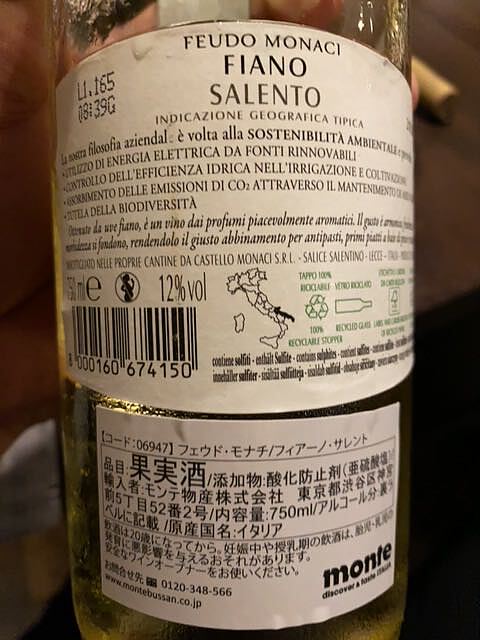 FEUDO MONACI
FIANO
SALENTO
INDICAZIONE GEOGRAFICA TIPICA
L1.165
08:39G
La nostra filosofia aziendale è volta alla SOSTENIBILITÀ AMBIENTALE e
• UTILIZZO DI ENERGIA ELETTRICA DA FONTI RINNOVABILI
• CONTROLLO DELL'EFFICIENZA IDRICA NELL'IRRIGAZIONE E COLTIVAZIONE
• ASSORBIMENTO DELLE EMISSIONI DI CO2 ATTRAVERSO IL MANTENIMENTO DI
• TUTELA DELLA BIODIVERSITÀ
Ottenuto da uve fiano, è un vino dai profumi piacevolmente aromatici. Il gusto è
si fondono, rendendolo il giusto abbinamento per antipasti, primi piatti a base di
IMBOTTIGLIATO NELLE PROPRIE CANTINE DA CASTELLO MONACI S.R.L. - SALICE SALENTINO - LECCE - ITALIA
750 ml e 12% vol
TAPPO 100%
RICICLABILE
VETRO RICICLATO
100%
RECYCLABLE STOPPER
RECYCLED GLASS
8 000160 674150
contiene solfiti - enthält Sulfite - contains sulphites - contient sulfites
innehåller sulfiter - sisältää sulfiitteja
【コード:06947】フェウド・モナチ/フィアーノ・サレント
品目:果実酒/添加物:酸化防止剤(亜硫酸塩)/
輸入者:モンテ物産株式会社 東京都渋谷区神宮
前5丁目52番2号/内容量:750ml/アルコール分:裏ラ
ベルに記載/原産国名:イタリア
飲酒は20歳になってから。妊娠中や授乳期の飲酒は、胎児・乳児の
発育に悪影響を与えるおそれがあります。
安全なワインオープナーをお使いください。
お問合せ先 0120-348-566
www.montebussan.co.jp
monte
discover & taste ITALIA